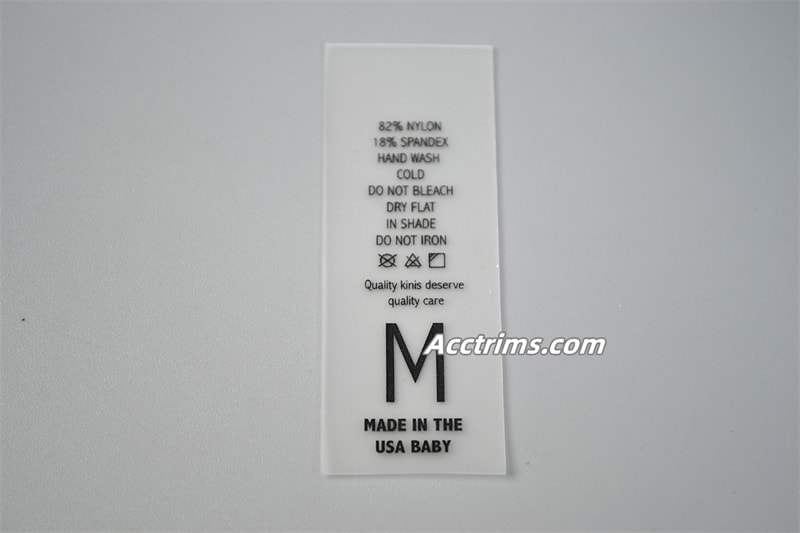 82% NYLON
18% SPANDEX
HAND WASH
COLD
DO NOT BLEACH
DRY FLAT
IN SHADE
DO NOT IRON
Quality kinis deserve
quality care
M
Acctrims.com
MADE IN THE
USA BABY